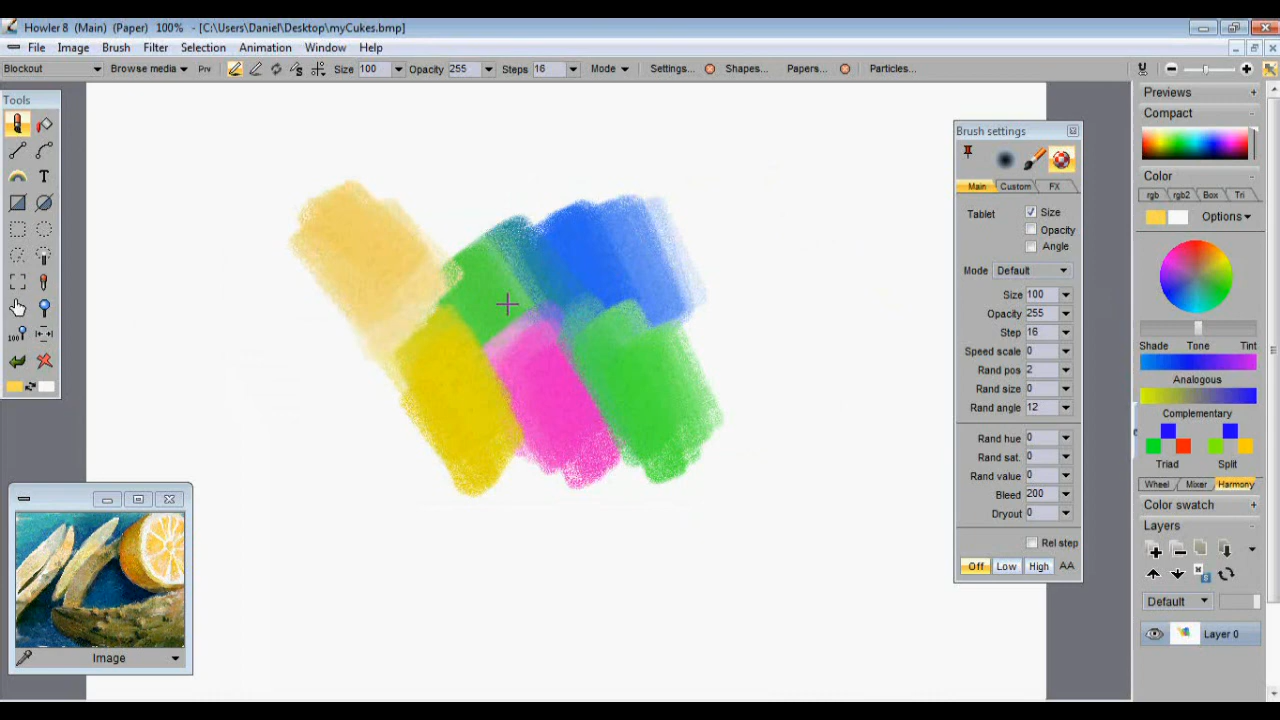 Howler 8 (Main) (Paper) 100% - [C:\Users\Daniel\Desktop\myCukes.bmp]
File Image Brush Filter Selection Animation Window Help
Blockout Browse media Prv Size 100 Opacity 255 Steps 16 Mode Settings... Shapes... Papers... Particles...
Tools
T
100
Image
Brush settings
Main Custom FX
Tablet Size
Opacity
Angle
Mode Default
Size 100
Opacity 255
Step 16
Speed scale 0
Rand pos 2
Rand size 0
Rand angle 12
Rand hue 0
Rand sat. 0
Rand value 0
Bleed 200
Dryout 0
Rel step
Off Low High AA
Previews +
Compact -
Color -
rgb rgb2 Box Tri
Options
Shade Tone Tint
Analogous
Complementary
Triad Split
Wheel Mixer Harmony
Color swatch +
Layers -
Default
Layer 0